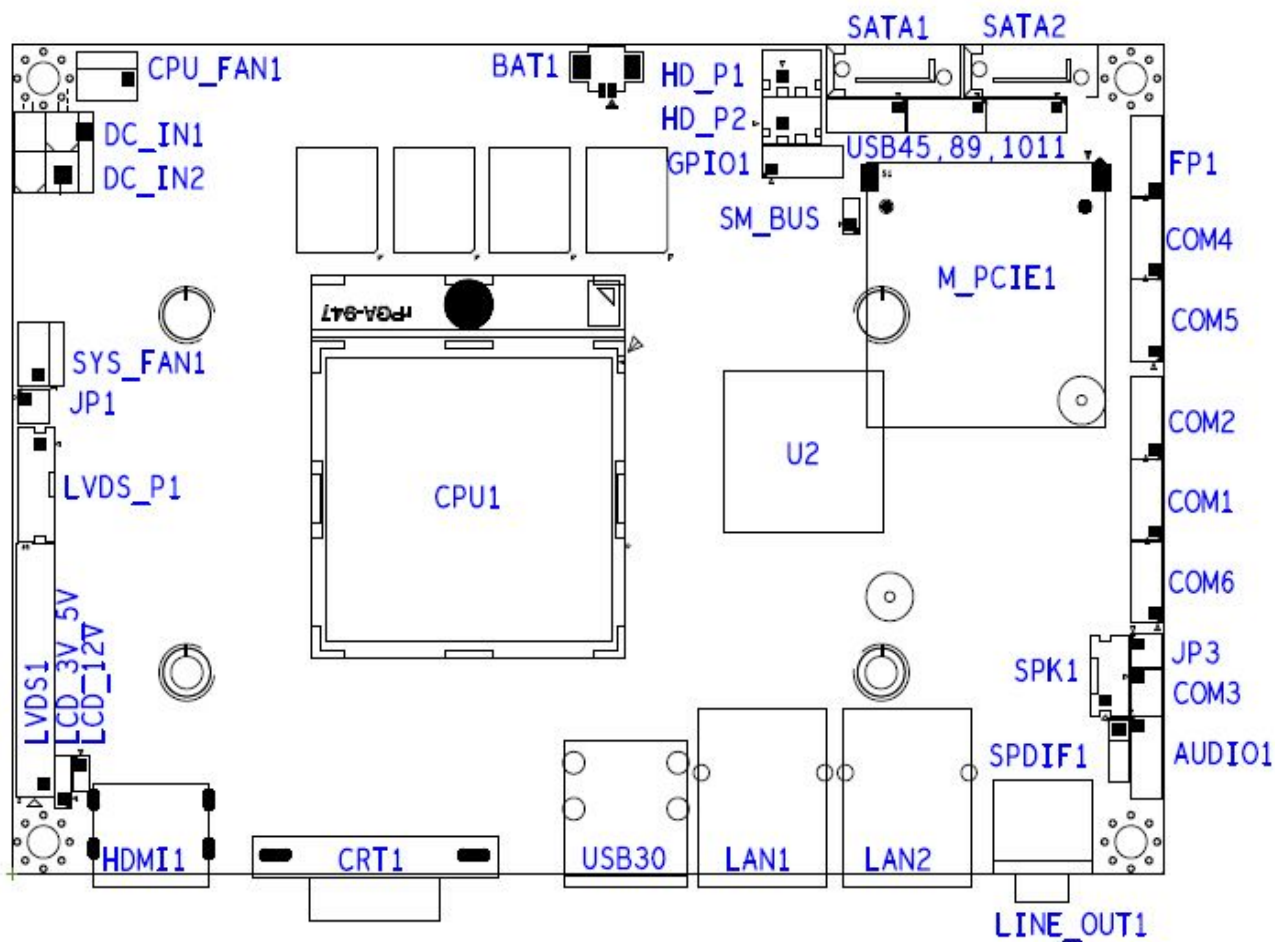 SATA1
SATA2
CPU_FAN1
BAT1
HD_P1
HD_P2
DC_IN1
DC_IN2
USB45,89,1011
GPIO1
FP1
SM_BUS
COM4
M_PCIE1
rPGA-947
COM5
SYS_FAN1
JP1
COM2
U2
LVDS_P1
CPU1
COM1
COM6
LVDS1
LCD_3V_5V
LCD_12V
JP3
SPK1
COM3
SPDIF1
AUDIO1
HDMI1
CRT1
USB30
LAN1
LAN2
LINE_OUT1